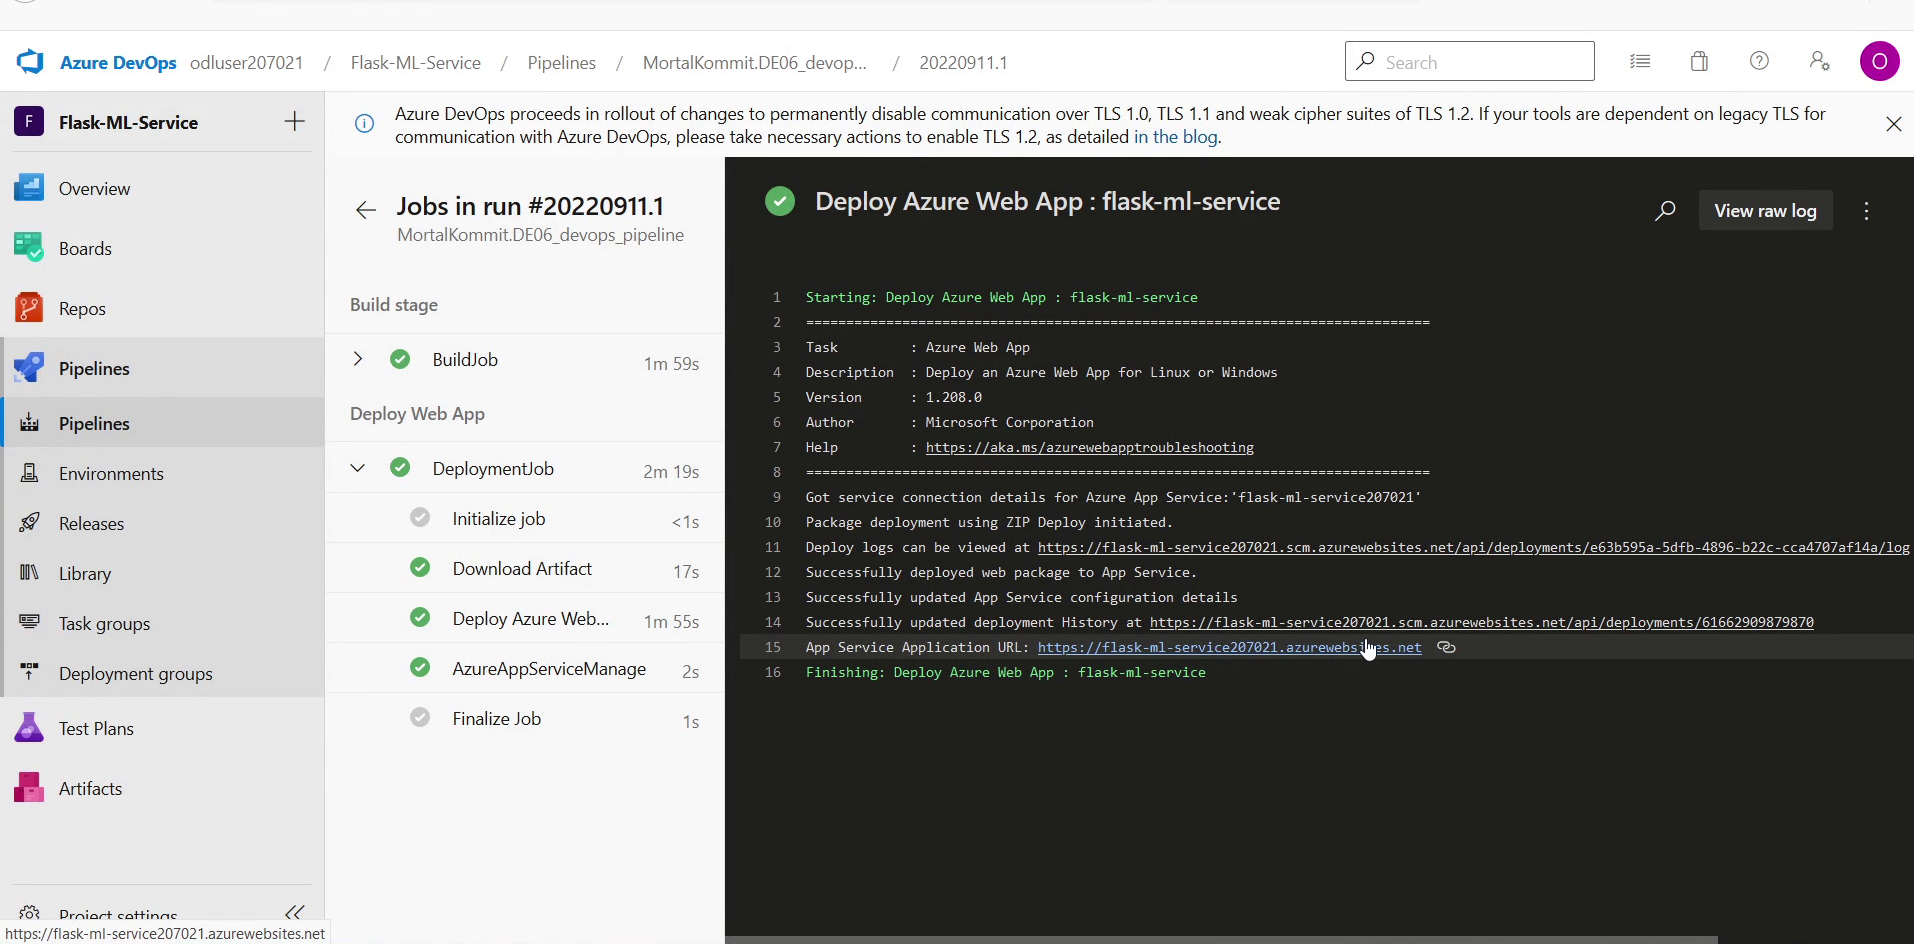 Azure DevOps odluser207021 / Flask-ML-Service / Pipelines / MortalKommit.DE06_devop... / 20220911.1
Search
O
F Flask-ML-Service
Azure DevOps proceeds in rollout of changes to permanently disable communication over TLS 1.0, TLS 1.1 and weak cipher suites of TLS 1.2. If your tools are dependent on legacy TLS for
communication with Azure DevOps, please take necessary actions to enable TLS 1.2, as detailed in the blog.
Overview
Boards
Repos
Pipelines
Pipelines
Environments
Releases
Library
Task groups
Deployment groups
Test Plans
Artifacts
Project settings
https://flask-ml-service207021.azurewebsites.net
Jobs in run #20220911.1
MortalKommit.DE06_devops_pipeline
Build stage
BuildJob 1m 59s
Deploy Web App
DeploymentJob 2m 19s
Initialize job <1s
Download Artifact 17s
Deploy Azure Web... 1m 55s
AzureAppServiceManage 2s
Finalize Job 1s
Deploy Azure Web App : flask-ml-service
View raw log
1 Starting: Deploy Azure Web App : flask-ml-service
2 ==============================================================================
3 Task : Azure Web App
4 Description : Deploy an Azure Web App for Linux or Windows
5 Version : 1.208.0
6 Author : Microsoft Corporation
7 Help : https://aka.ms/azurewebapptroubleshooting
8 ==============================================================================
9 Got service connection details for Azure App Service:'flask-ml-service207021'
10 Package deployment using ZIP Deploy initiated.
11 Deploy logs can be viewed at https://flask-ml-service207021.scm.azurewebsites.net/api/deployments/e63b595a-5dfb-4896-b22c-cca4707af14a/log
12 Successfully deployed web package to App Service.
13 Successfully updated App Service configuration details
14 Successfully updated deployment History at https://flask-ml-service207021.scm.azurewebsites.net/api/deployments/61662909879870
15 App Service Application URL: https://flask-ml-service207021.azurewebsites.net
16 Finishing: Deploy Azure Web App : flask-ml-service